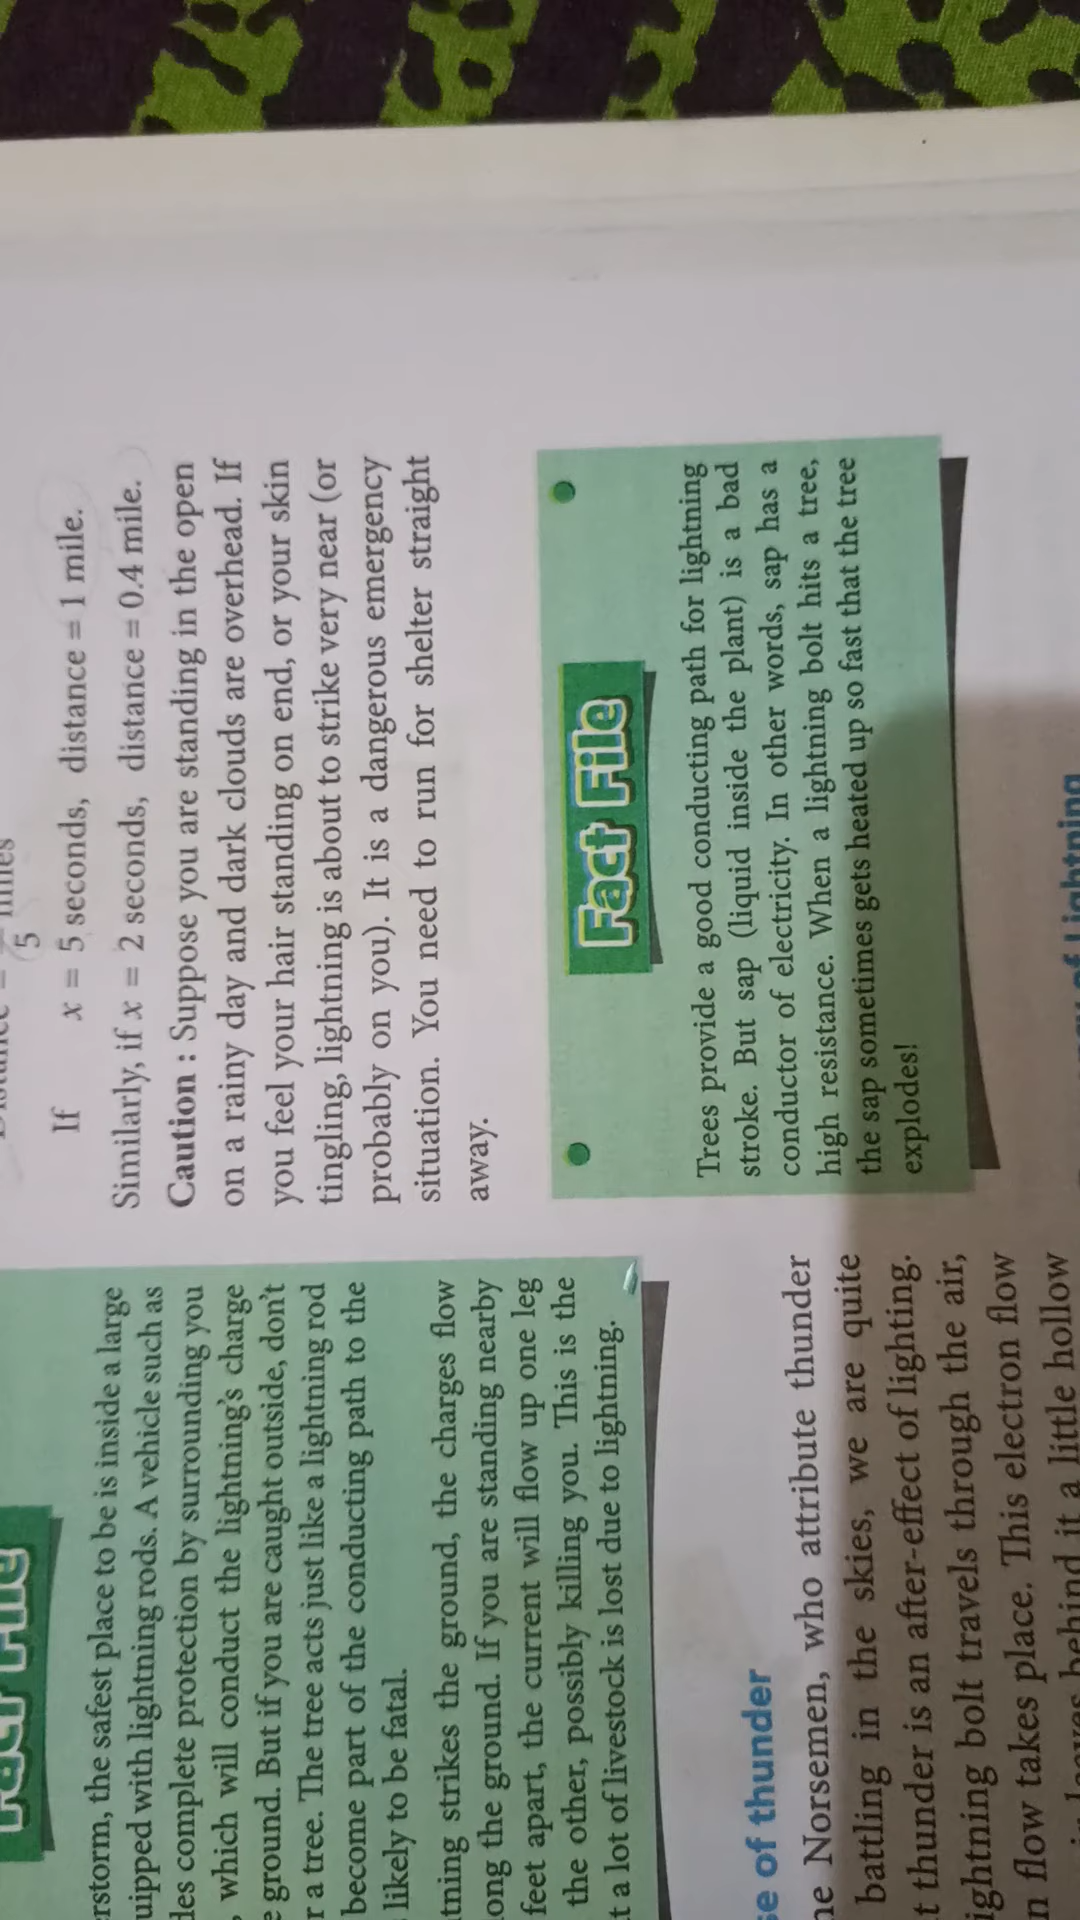 Fact File
erstorm, the safest place to be is inside a large
uipped with lightning rods. A vehicle such as
des complete protection by surrounding you
, which will conduct the lightning's charge
e ground. But if you are caught outside, don't
r a tree. The tree acts just like a lightning rod
become part of the conducting path to the
likely to be fatal.
tning strikes the ground, the charges flow
ong the ground. If you are standing nearby
feet apart, the current will flow up one leg
the other, possibly killing you. This is the
t a lot of livestock is lost due to lightning.
se of thunder
ne Norsemen, who attribute thunder
battling in the skies, we are quite
t thunder is an after-effect of lighting.
ightning bolt travels through the air,
n flow takes place. This electron flow
leaves behind it a little hollow
5
If x = 5 seconds, distance = 1 mile.
Similarly, if x = 2 seconds, distance = 0.4 mile.
Caution : Suppose you are standing in the open
on a rainy day and dark clouds are overhead. If
you feel your hair standing on end, or your skin
tingling, lightning is about to strike very near (or
probably on you). It is a dangerous emergency
situation. You need to run for shelter straight
away.
Fact File
Trees provide a good conducting path for lightning
stroke. But sap (liquid inside the plant) is a bad
conductor of electricity. In other words, sap has a
high resistance. When a lightning bolt hits a tree,
the sap sometimes gets heated up so fast that the tree
explodes!
of Lightning